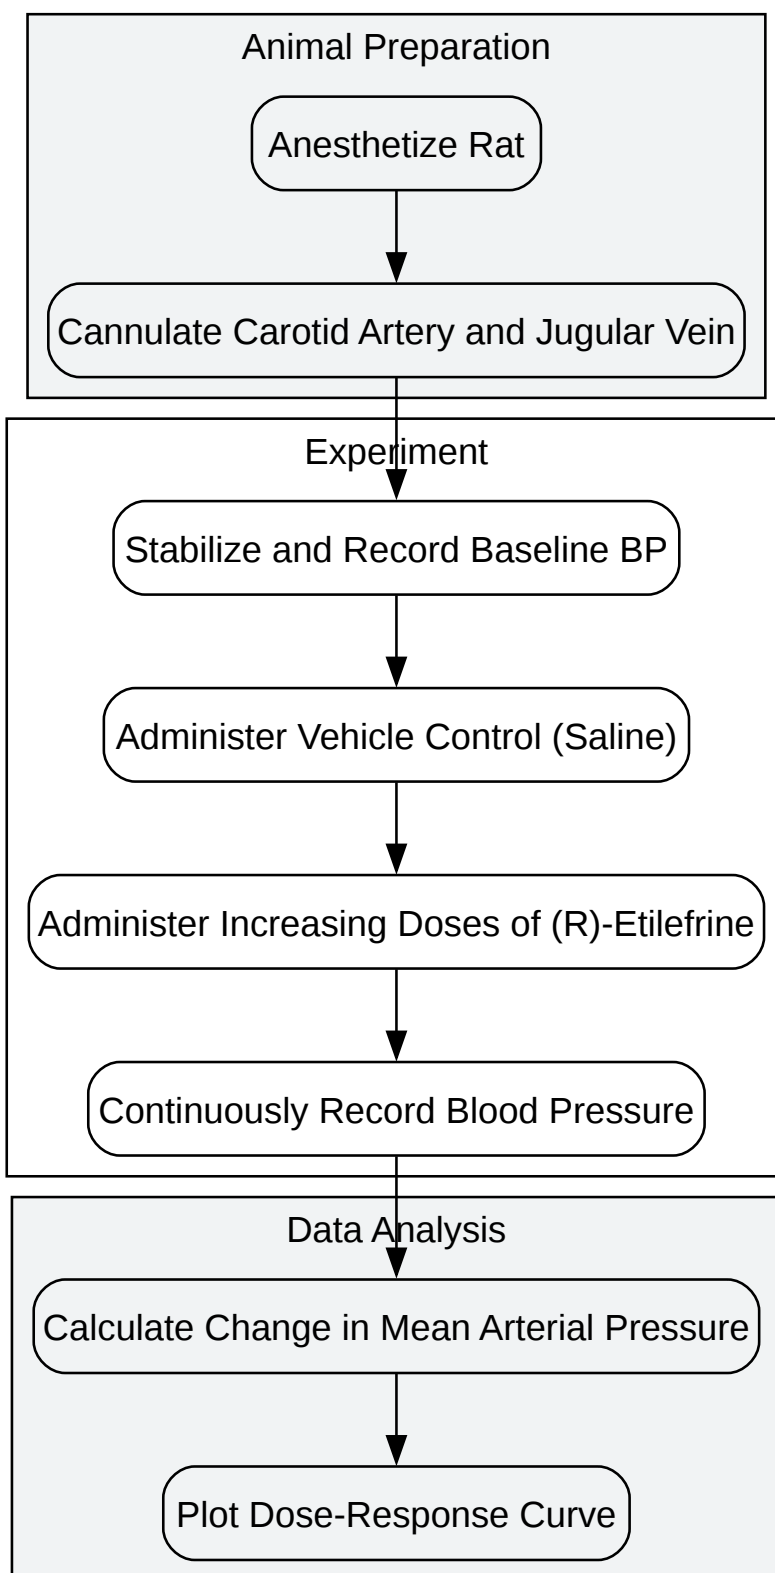 Animal Preparation
Anesthetize Rat
Cannulate Carotid Artery and Jugular Vein
Experiment
Stabilize and Record Baseline BP
Administer Vehicle Control (Saline)
Administer Increasing Doses of (R)-Etilefrine
Continuously Record Blood Pressure
Data Analysis
Calculate Change in Mean Arterial Pressure
Plot Dose-Response Curve